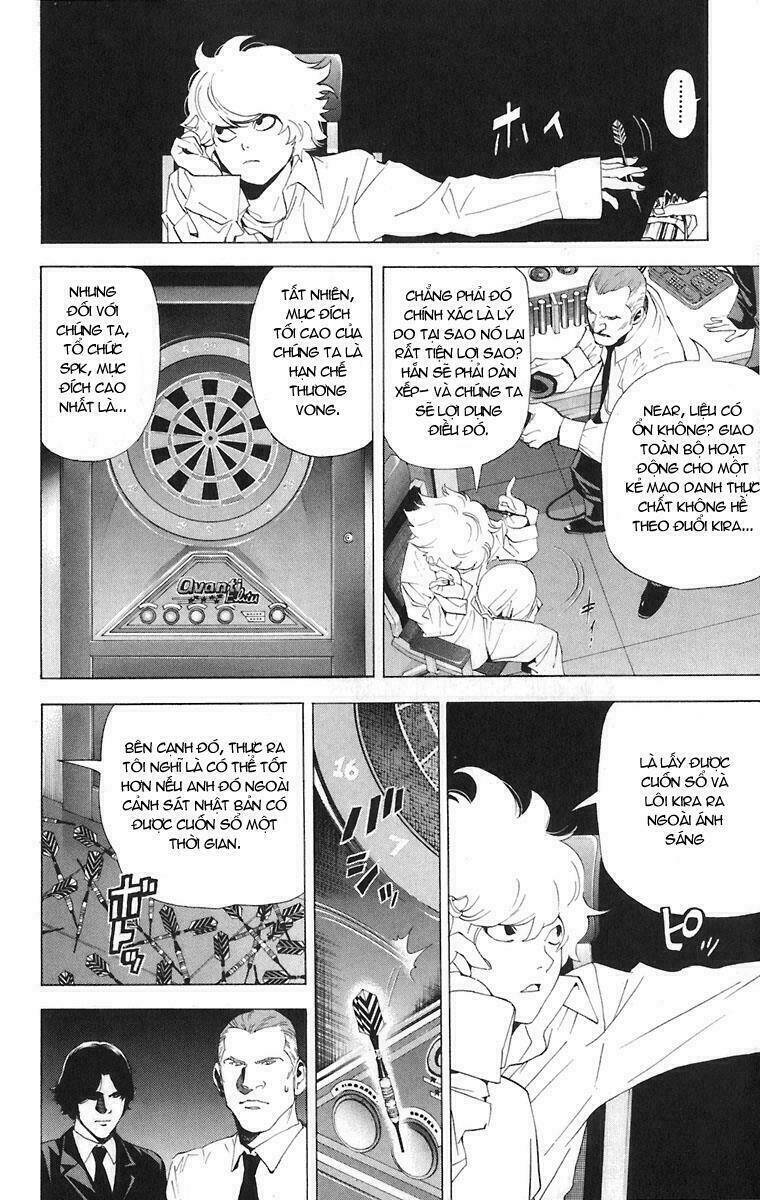 .......
ホイ
NEAR, LIỆU CÓ
ỔN KHÔNG? GIAO
TOÀN BỘ HOẠT
ĐỘNG CHO MỘT
KẺ MẠO DANH THỰC
CHẤT KHÔNG HỀ
THEO ĐUỔI KIRA...
CHẲNG PHẢI ĐÓ
CHÍNH XÁC LÀ LÝ
DO TẠI SAO NÓ LẠI
RẤT TIỆN LỢI SAO?
HẮN SẼ PHẢI DÀN
XẾP- VÀ CHÚNG TA
SẼ LỢI DỤNG
ĐIỀU ĐÓ.
TẤT NHIÊN,
MỤC ĐÍCH
TỐI CAO CỦA
CHÚNG TA LÀ
HẠN CHẾ
THƯƠNG
VONG.
NHƯNG
ĐỐI VỚI
CHÚNG TA,
TỔ CHỨC
SPK, MỤC
ĐÍCH CAO
NHẤT LÀ...
Avanti
LÀ LẤY ĐƯỢC
CUỐN SỔ VÀ
LÔI KIRA RA
NGOÀI ÁNH
SÁNG
ピロ
16
7
BÊN CẠNH ĐÓ, THỰC RA
TÔI NGHĨ LÀ CÓ THỂ TỐT
HƠN NẾU ANH ĐÓ NGOÀI
CẢNH SÁT NHẬT BẢN CÓ
ĐƯỢC CUỐN SỔ MỘT
THỜI GIAN.